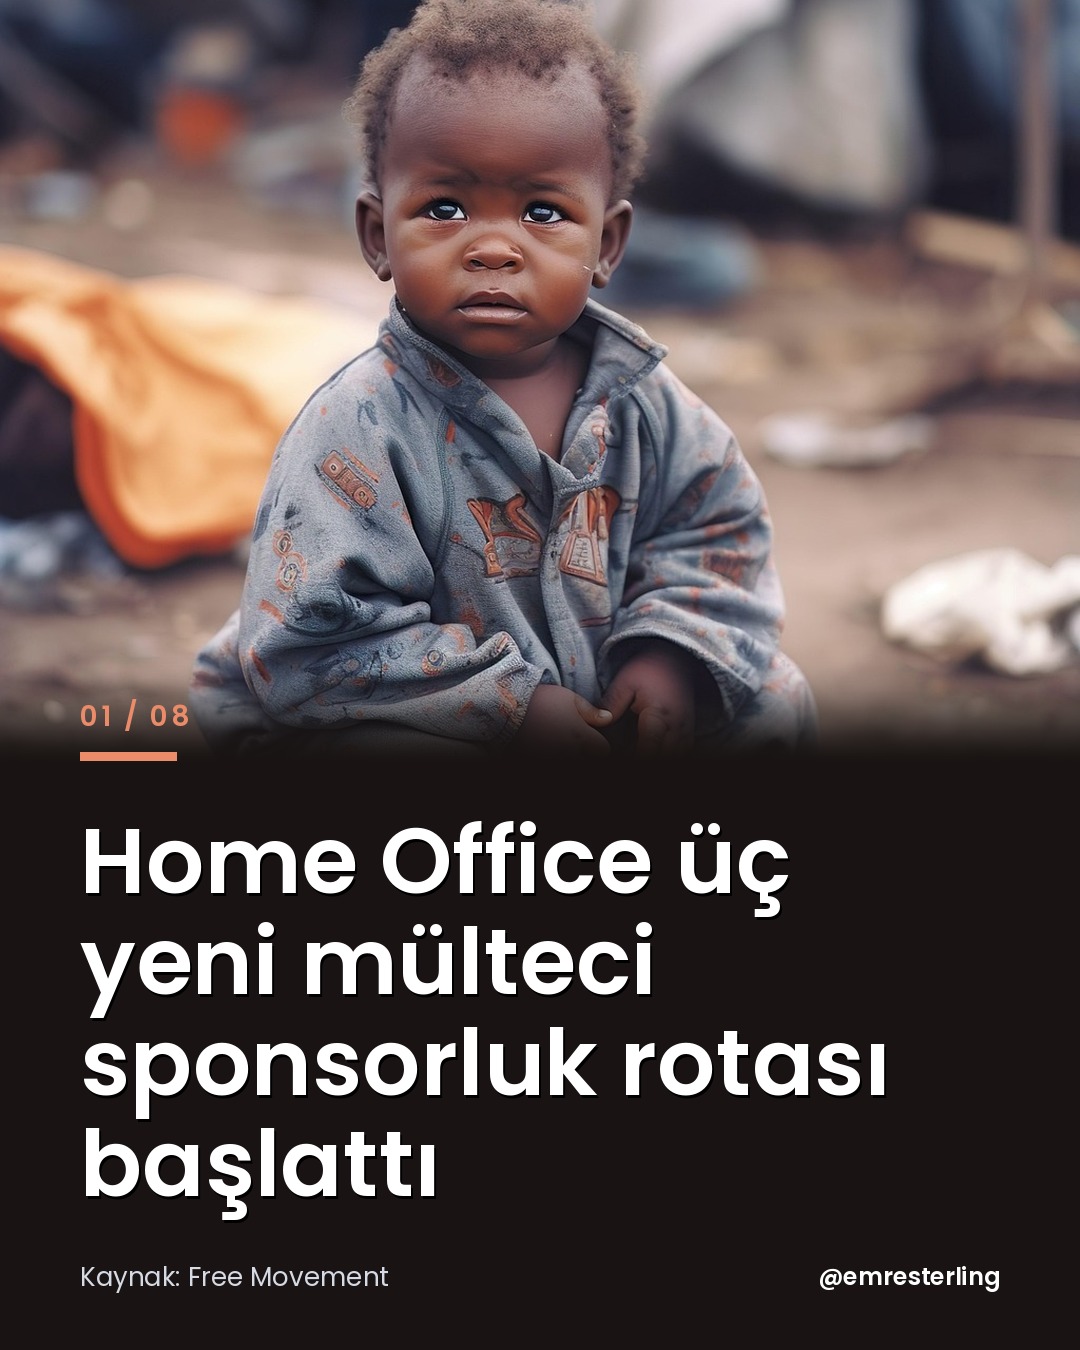 01 / 08
Home Office üç
yeni mülteci
sponsorluk rotası
başlattı
Kaynak: Free Movement
@emresterling